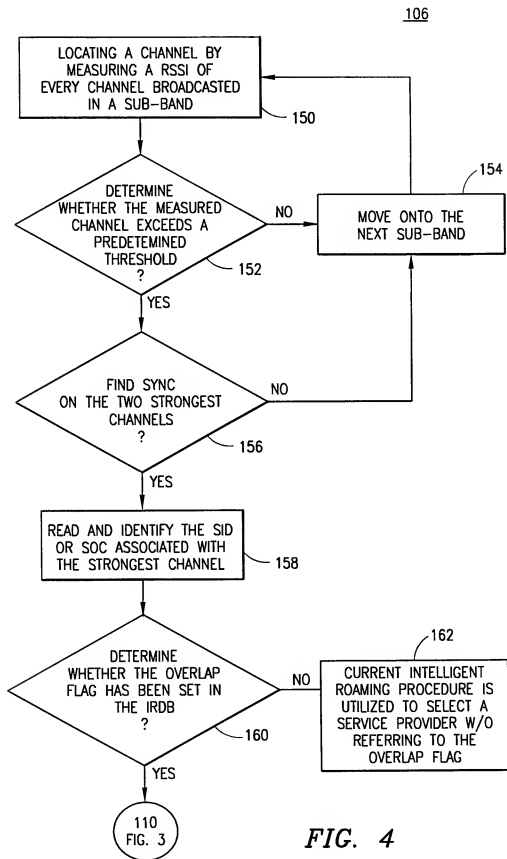 106
LOCATING A CHANNEL BY
MEASURING A RSSI OF
EVERY CHANNEL BROADCASTED
IN A SUB-BAND
150
DETERMINE
WHETHER THE MEASURED
CHANNEL EXCEEDS A
PREDETEMINED
THRESHOLD
?
152
NO
YES
154
MOVE ONTO THE
NEXT SUB-BAND
FIND SYNC
ON THE TWO STRONGEST
CHANNELS
?
156
NO
YES
READ AND IDENTIFY THE SID
OR SOC ASSOCIATED WITH
THE STRONGEST CHANNEL
158
DETERMINE
WHETHER THE OVERLAP
FLAG HAS BEEN SET IN
THE IRDB
?
160
NO
YES
162
CURRENT INTELLIGENT
ROAMING PROCEDURE IS
UTILIZED TO SELECT A
SERVICE PROVIDER W/O
REFERRING TO THE
OVERLAP FLAG
110
FIG. 3
FIG. 4